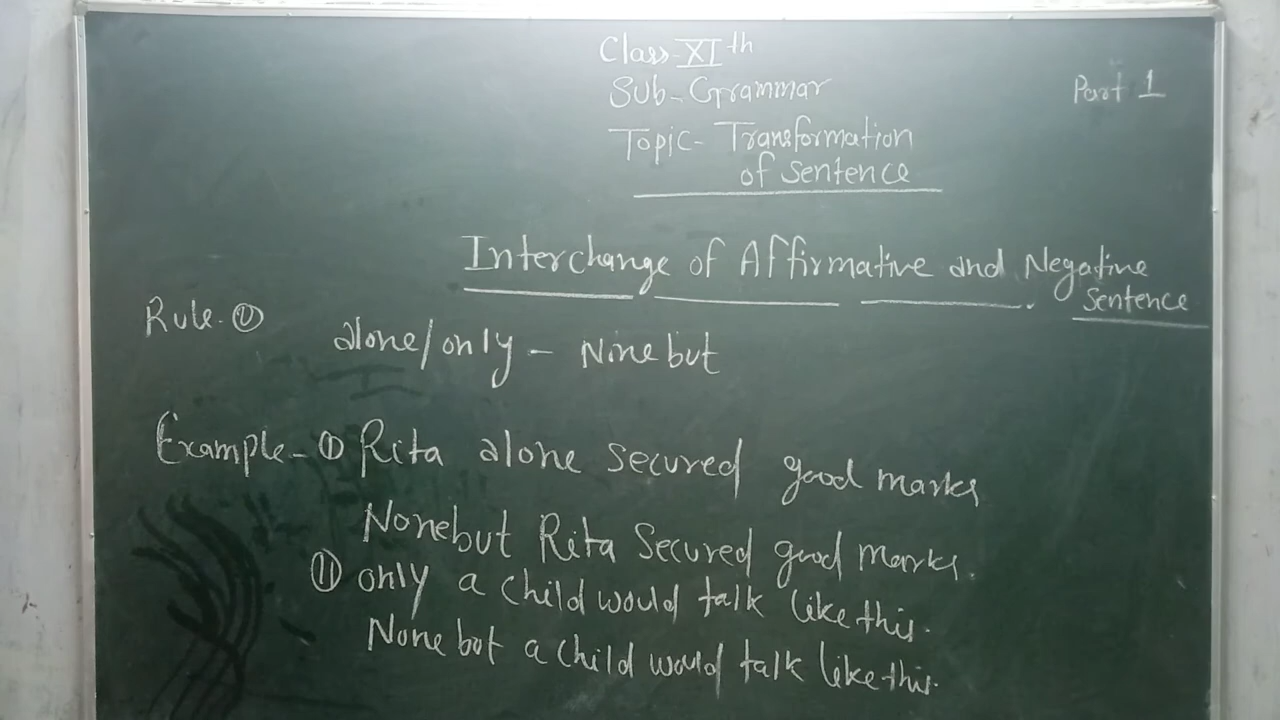 Class-XIth
Sub-Grammar
Part 1
Topic- Transformation
of Sentence
Interchange of Affirmative and Negative
Sentence
Rule-
alone/only - Nine but
Example- ① Rita alone secured good marks
Nonebut Rita Secured good marks.
⑪ only a child would talk like this.
None but a child would talk like this.